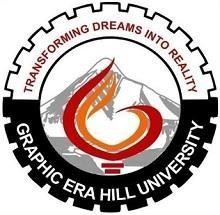 TRANSFORMING DREAMS INTO REALITY
GRAPHIC ERA HILL UNIVERSITY